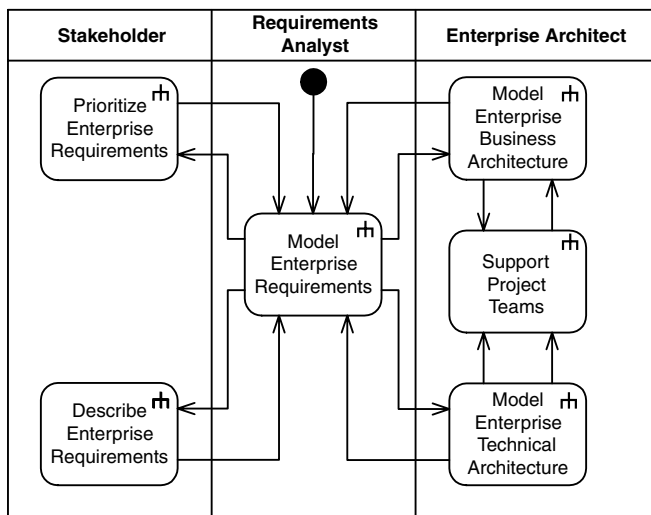 Stakeholder
Requirements
Analyst
Enterprise Architect
Prioritize
Enterprise
Requirements
Model
Enterprise
Business
Architecture
Model
Enterprise
Requirements
Support
Project
Teams
Describe
Enterprise
Requirements
Model
Enterprise
Technical
Architecture